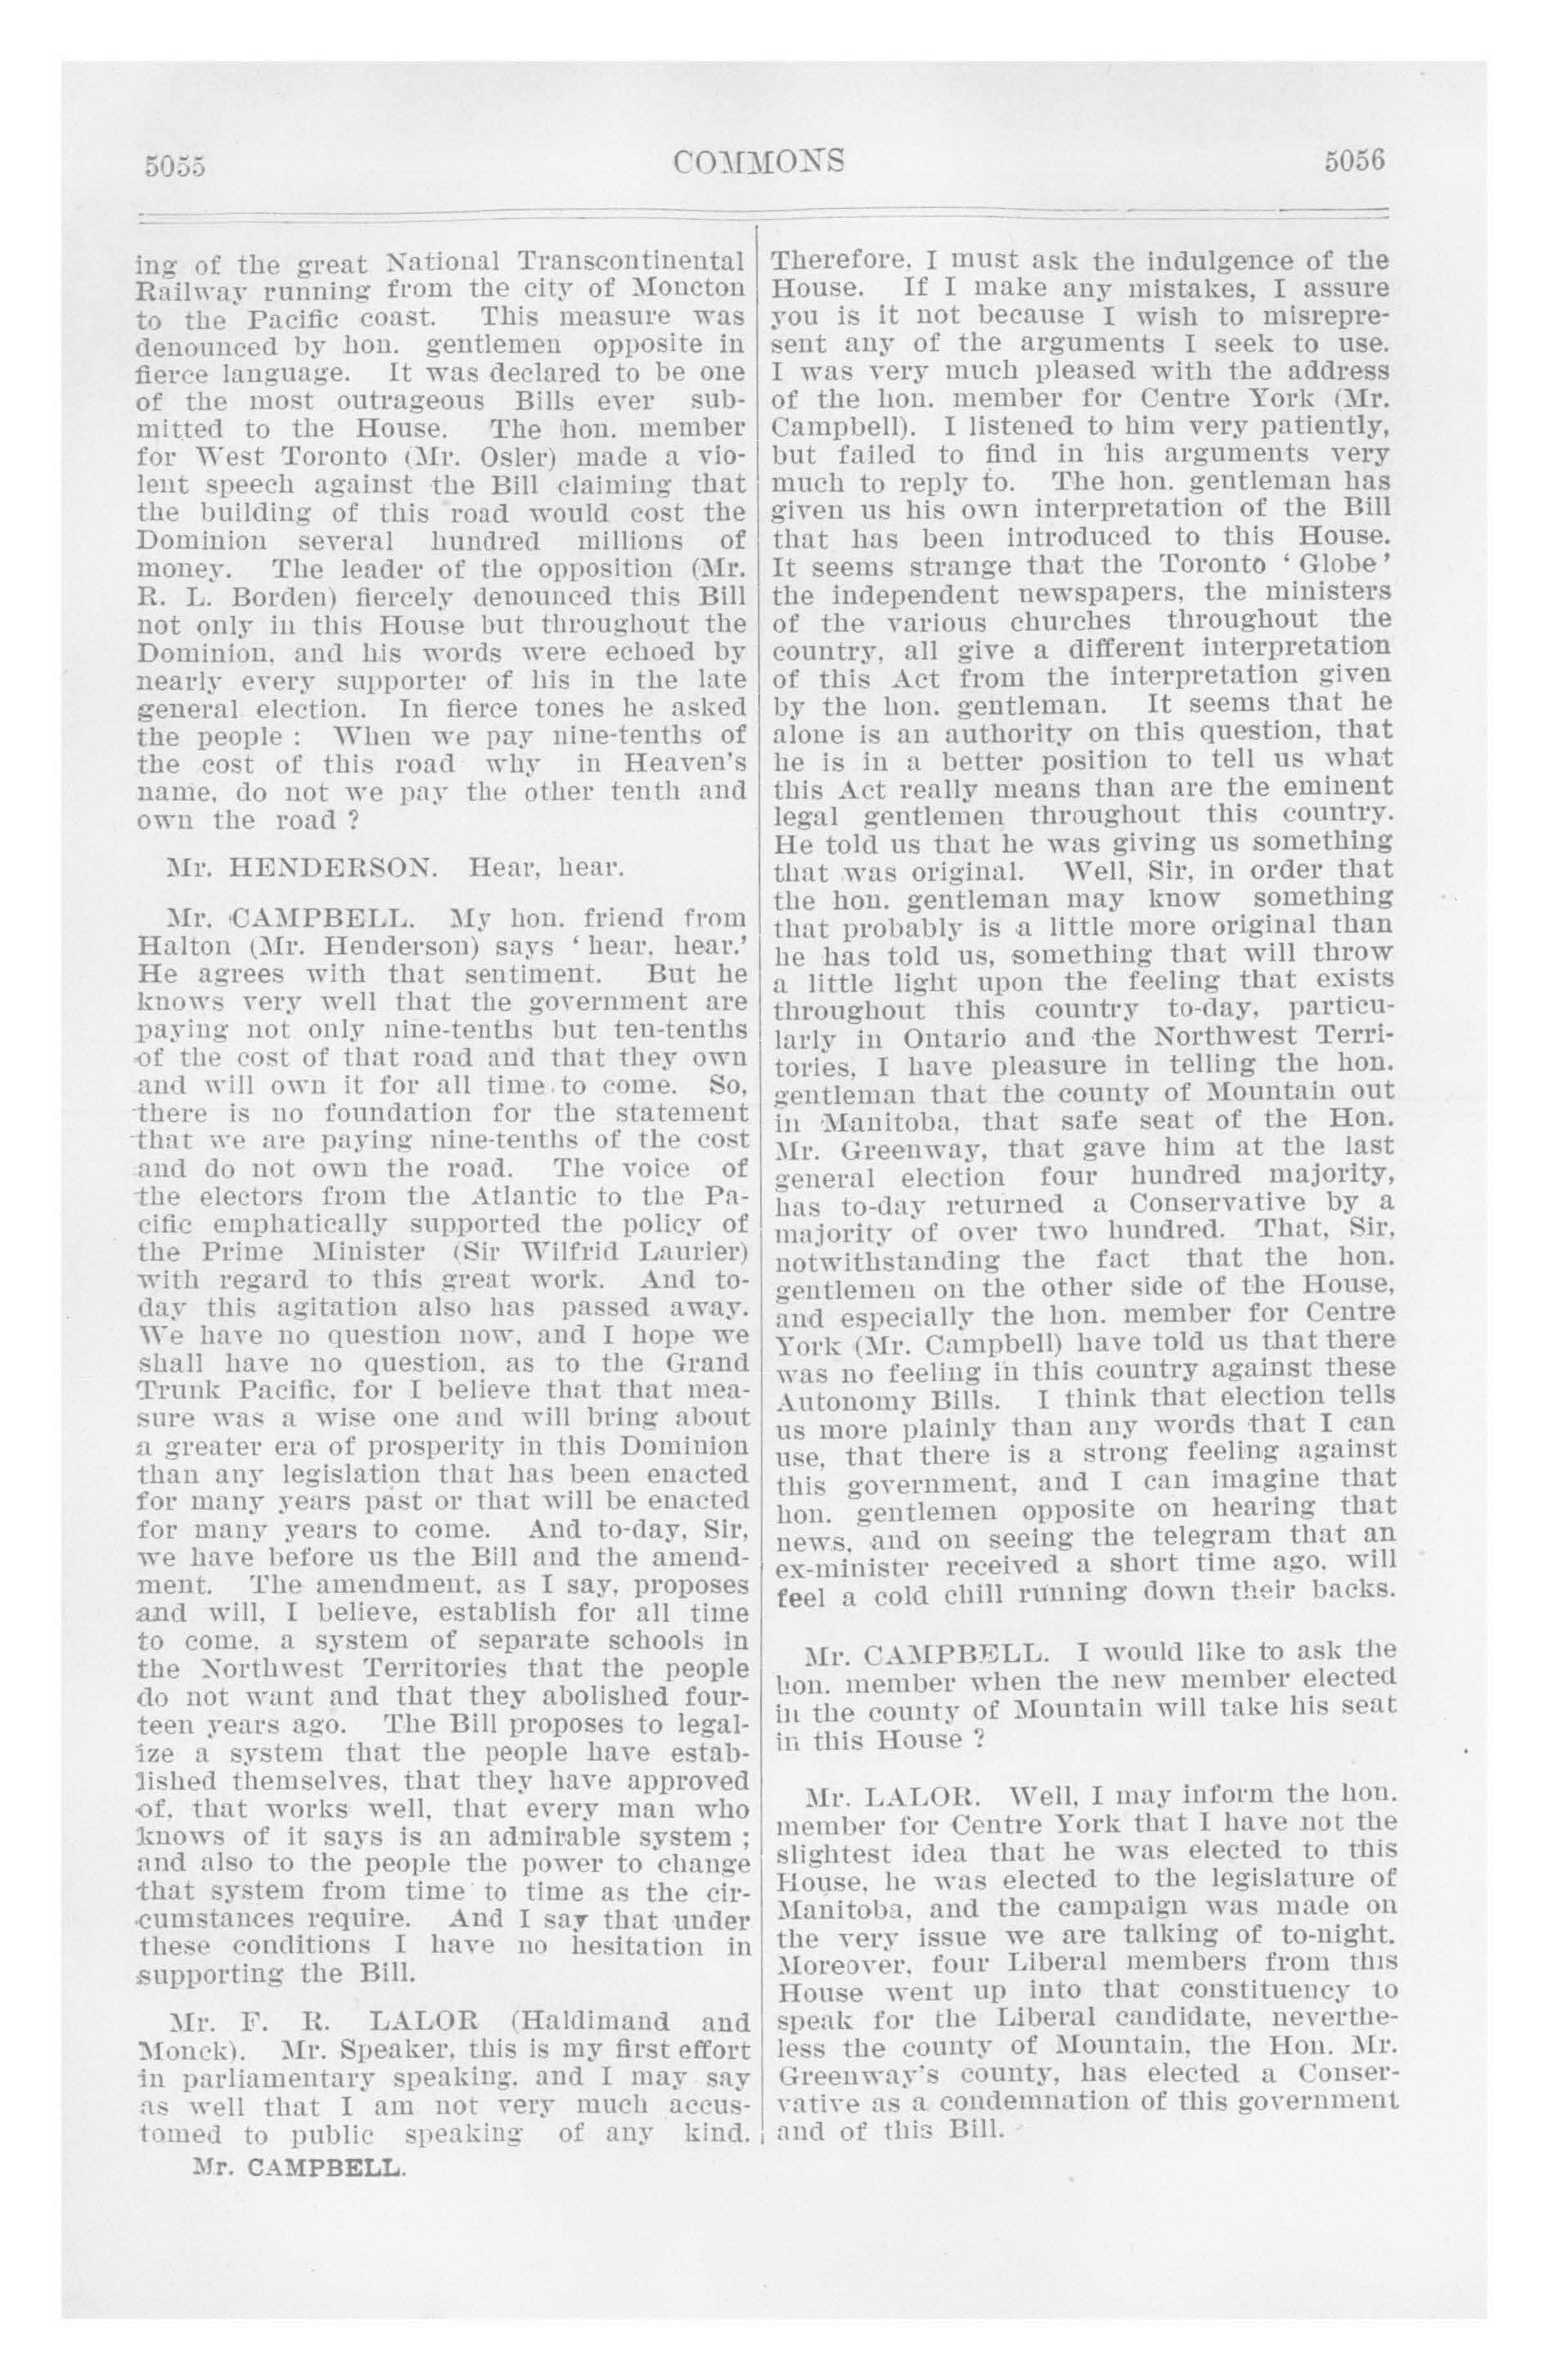 5055
COMMONS
5056
ing of the great National Transcontinental
Railway running from the city of Moncton
to the Pacific coast. This measure was
denounced by hon. gentlemen opposite in
fierce language. It was declared to be one
of the most outrageous Bills ever sub-
mitted to the House. The hon. member
for West Toronto (Mr. Osler) made a vio-
lent speech against the Bill claiming that
the building of this road would cost the
Dominion several hundred millions of
money. The leader of the opposition (Mr.
R. L. Borden) fiercely denounced this Bill
not only in this House but throughout the
Dominion, and his words were echoed by
nearly every supporter of his in the late
general election. In fierce tones he asked
the people : When we pay nine-tenths of
the cost of this road why in Heaven's
name, do not we pay the other tenth and
own the road ?
Mr. HENDERSON. Hear, hear.
Mr. CAMPBELL. My hon. friend from
Halton (Mr. Henderson) says ‘ hear, hear.’
He agrees with that sentiment. But he
knows very well that the government are
paying not only nine-tenths but ten-tenths
of the cost of that road and that they own
and will own it for all time to come. So,
there is no foundation for the statement
that we are paying nine-tenths of the cost
and do not own the road. The voice of
the electors from the Atlantic to the Pa-
cific emphatically supported the policy of
the Prime Minister (Sir Wilfrid Laurier)
with regard to this great work. And to-
day this agitation also has passed away.
We have no question now, and I hope we
shall have no question, as to the Grand
Trunk Pacific, for I believe that that mea-
sure was a wise one and will bring about
a greater era of prosperity in this Dominion
than any legislation that has been enacted
for many years past or that will be enacted
for many years to come. And to-day, Sir,
we have before us the Bill and the amend-
ment. The amendment, as I say, proposes
and will, I believe, establish for all time
to come, a system of separate schools in
the Northwest Territories that the people
do not want and that they abolished four-
teen years ago. The Bill proposes to legal-
ize a system that the people have estab-
lished themselves, that they have approved
of, that works well, that every man who
knows of it says is an admirable system ;
and also to the people the power to change
that system from time to time as the cir-
cumstances require. And I say that under
these conditions I have no hesitation in
supporting the Bill.
Mr. F. R. LALOR (Haldimand and
Monck). Mr. Speaker, this is my first effort
in parliamentary speaking, and I may say
as well that I am not very much accus-
tomed to public speaking of any kind.
Mr. CAMPBELL.
Therefore, I must ask the indulgence of the
House. If I make any mistakes, I assure
you is it not because I wish to misrepre-
sent any of the arguments I seek to use.
I was very much pleased with the address
of the hon. member for Centre York (Mr.
Campbell). I listened to him very patiently,
but failed to find in his arguments very
much to reply to. The hon. gentleman has
given us his own interpretation of the Bill
that has been introduced to this House.
It seems strange that the Toronto ‘ Globe ’
the independent newspapers, the ministers
of the various churches throughout the
country, all give a different interpretation
of this Act from the interpretation given
by the hon. gentleman. It seems that he
alone is an authority on this question, that
he is in a better position to tell us what
this Act really means than are the eminent
legal gentlemen throughout this country.
He told us that he was giving us something
that was original. Well, Sir, in order that
the hon. gentleman may know something
that probably is a little more original than
he has told us, something that will throw
a little light upon the feeling that exists
throughout this country to-day, particu-
larly in Ontario and the Northwest Terri-
tories, I have pleasure in telling the hon.
gentleman that the county of Mountain out
in Manitoba, that safe seat of the Hon.
Mr. Greenway, that gave him at the last
general election four hundred majority,
has to-day returned a Conservative by a
majority of over two hundred. That, Sir,
notwithstanding the fact that the hon.
gentlemen on the other side of the House,
and especially the hon. member for Centre
York (Mr. Campbell) have told us that there
was no feeling in this country against these
Autonomy Bills. I think that election tells
us more plainly than any words that I can
use, that there is a strong feeling against
this government, and I can imagine that
hon. gentlemen opposite on hearing that
news, and on seeing the telegram that an
ex-minister received a short time ago, will
feel a cold chill running down their backs.
Mr. CAMPBELL. I would like to ask the
hon. member when the new member elected
in the county of Mountain will take his seat
in this House ?
Mr. LALOR. Well, I may inform the hon.
member for Centre York that I have not the
slightest idea that he was elected to this
House, he was elected to the legislature of
Manitoba, and the campaign was made on
the very issue we are talking of to-night.
Moreover, four Liberal members from this
House went up into that constituency to
speak for the Liberal candidate, neverthe-
less the county of Mountain, the Hon. Mr.
Greenway's county, has elected a Conser-
vative as a condemnation of this government
and of this Bill.